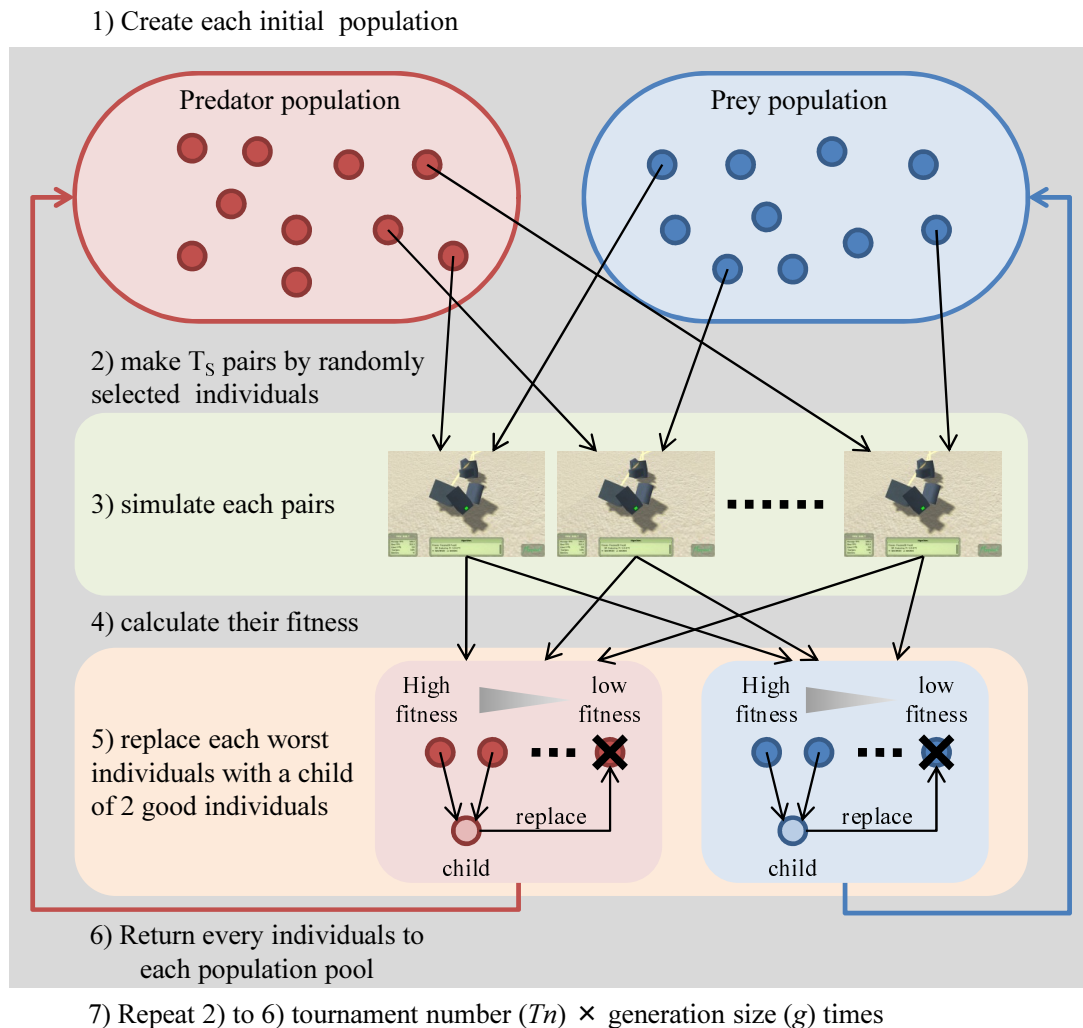 1) Create each initial population
Predator population
Prey population
2) make T_S pairs by randomly
selected individuals
3) simulate each pairs
4) calculate their fitness
High
fitness
low
fitness
High
fitness
low
fitness
5) replace each worst
individuals with a child
of 2 good individuals
replace
replace
child
child
6) Return every individuals to
each population pool
7) Repeat 2) to 6) tournament number (Tn) × generation size (g) times